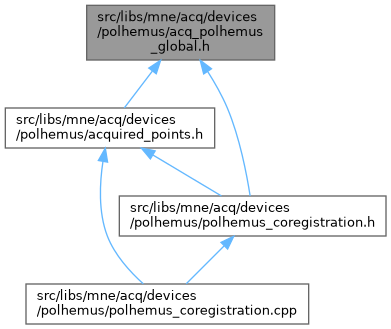 src/libs/mne/acq/devices
/polhemus/acq_polhemus
_global.h
src/libs/mne/acq/devices
/polhemus/acquired_points.h
src/libs/mne/acq/devices
/polhemus/polhemus_coregistration.h
src/libs/mne/acq/devices
/polhemus/polhemus_coregistration.cpp